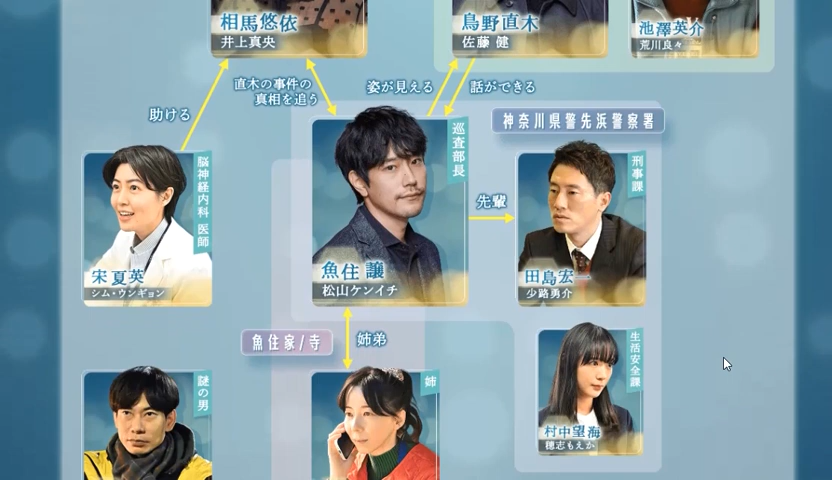 相馬悠依
井上真央
鳥野直木
佐藤 健
池澤英介
荒川良々
助ける
直木の事件の
真相を追う
姿が見える
話ができる
神奈川県警先浜警察署
脳神経内科 医師
宋 夏英
シム・ウンギョン
巡査部長
魚住 譲
松山ケンイチ
先輩
刑事課
田島宏一
少路勇介
魚住家/寺
姉弟
生活安全課
村中望海
穂志もえか
謎の男
姉